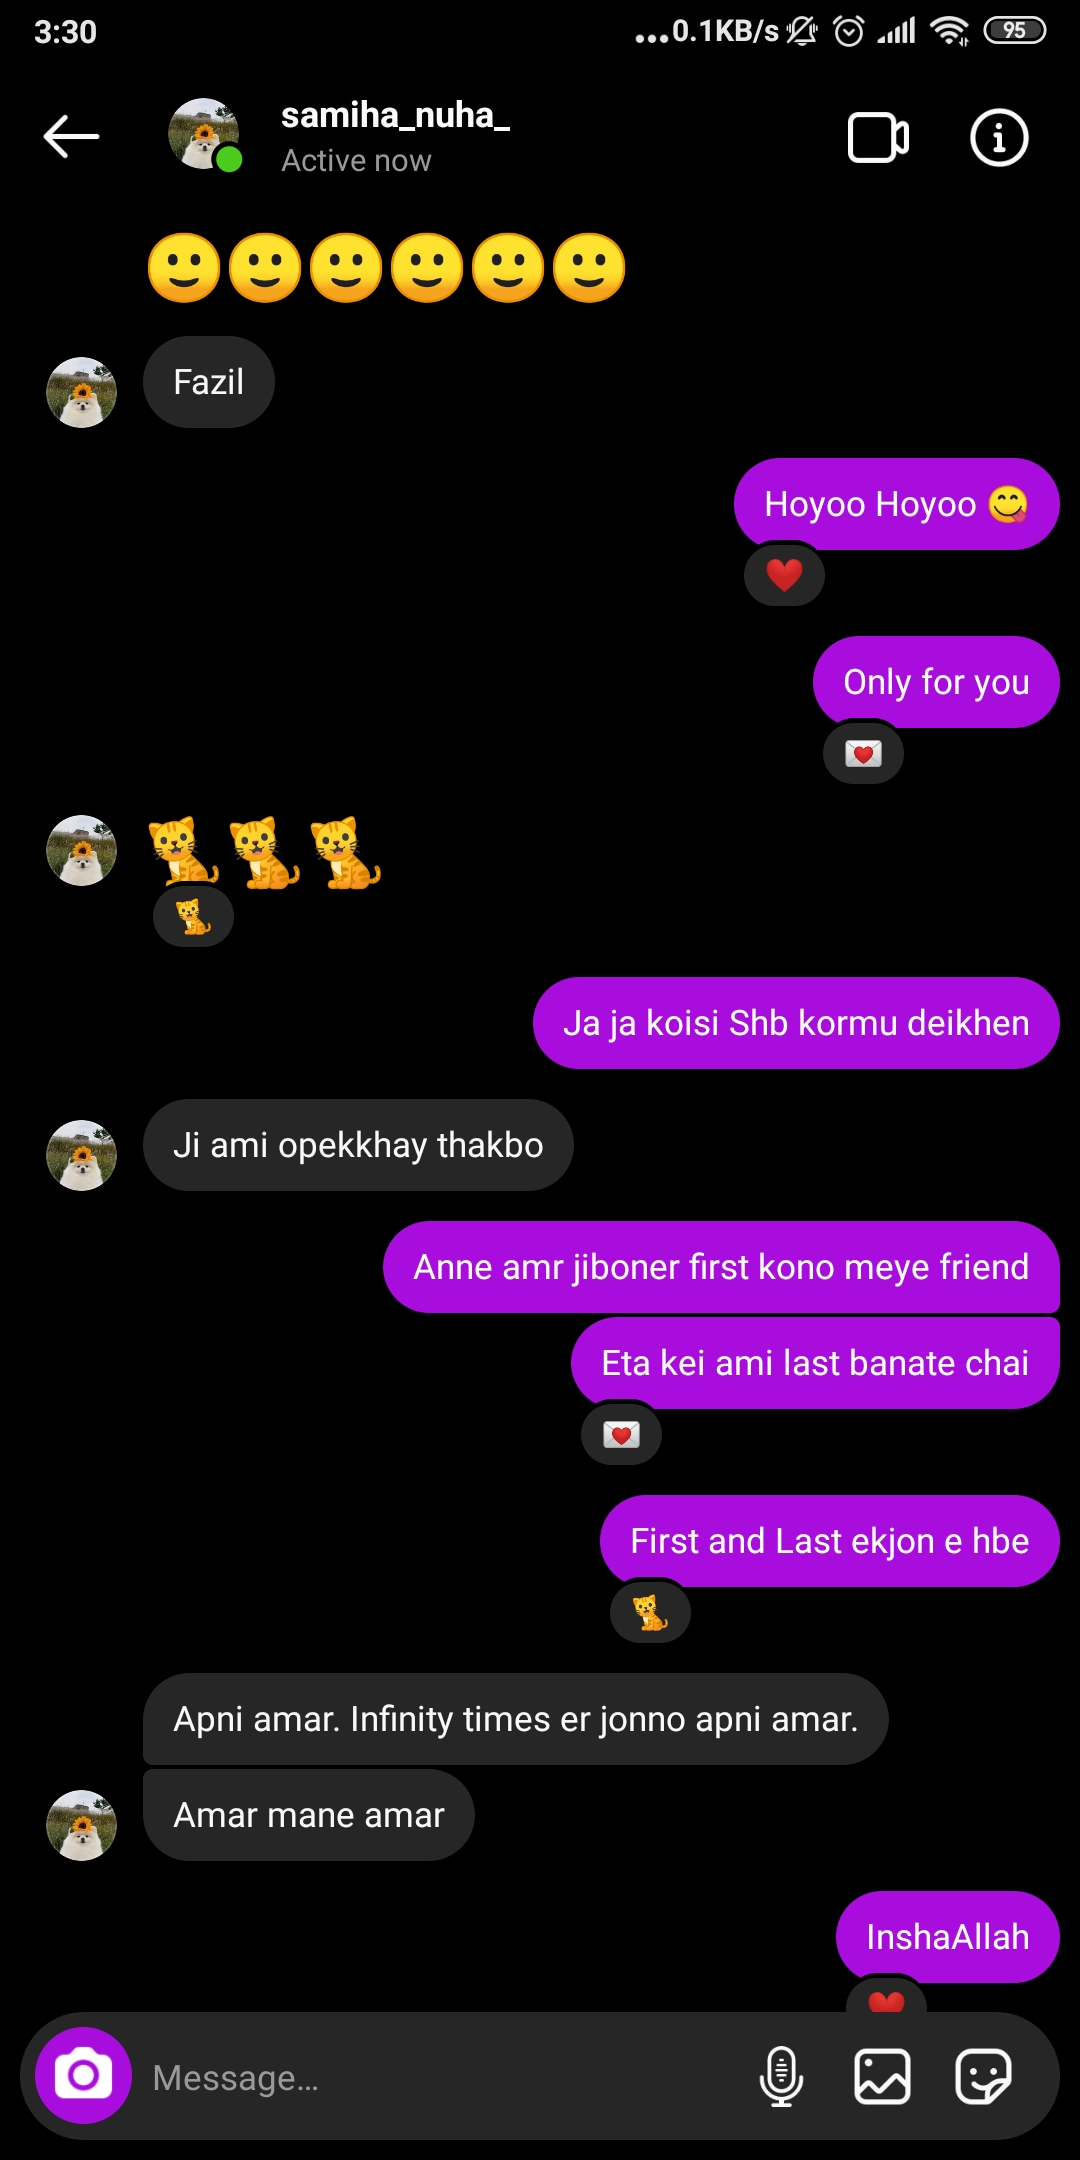 3:30
...0.1KB/s
95
samiha_nuha_
Active now
🙂🙂🙂🙂🙂🙂
Fazil
Hoyoo Hoyoo 😋
❤️
Only for you
💌
🐈🐈🐈
🐈
Ja ja koisi Shb kormu deikhen
Ji ami opekkhay thakbo
Anne amr jiboner first kono meye friend
Eta kei ami last banate chai
💌
First and Last ekjon e hbe
🐈
Apni amar. Infinity times er jonno apni amar.
Amar mane amar
InshaAllah
❤️
Message...